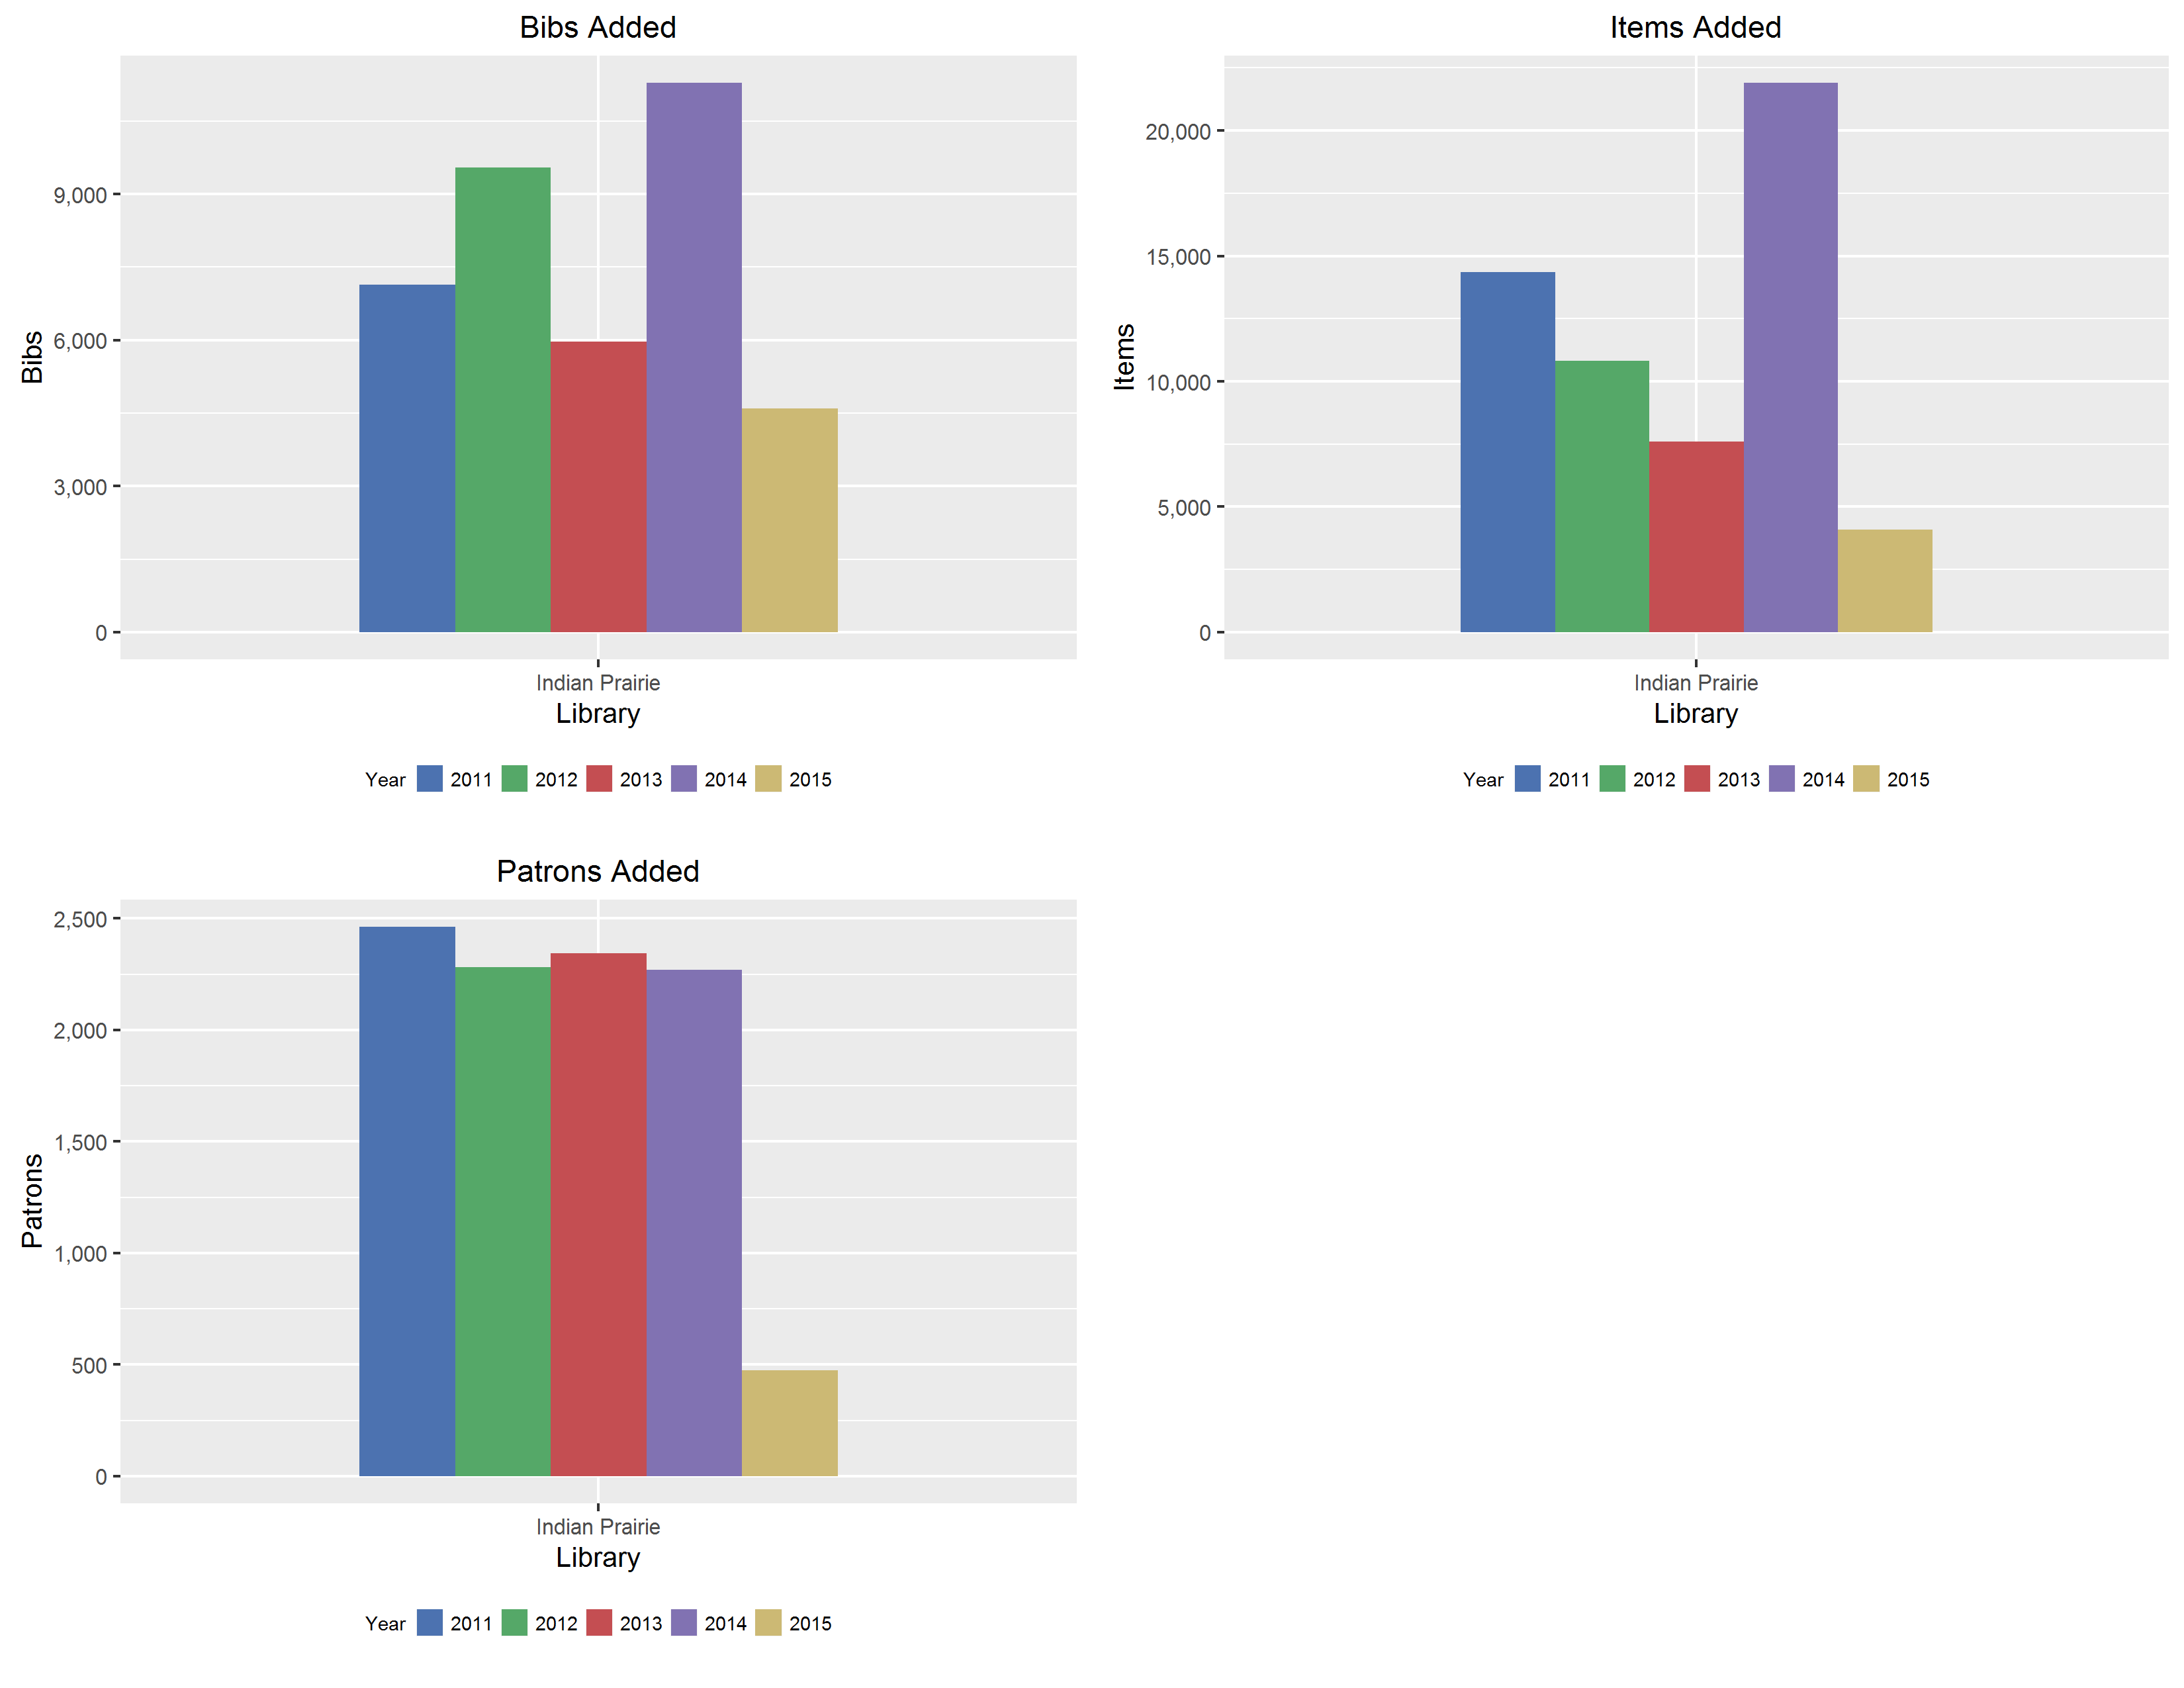 Bibs Added
Bibs
9,000
6,000
3,000
0
Indian Prairie
Library
Year 2011 2012 2013 2014 2015
Items Added
Items
20,000
15,000
10,000
5,000
0
Indian Prairie
Library
Year 2011 2012 2013 2014 2015
Patrons Added
Patrons
2,500
2,000
1,500
1,000
500
0
Indian Prairie
Library
Year 2011 2012 2013 2014 2015